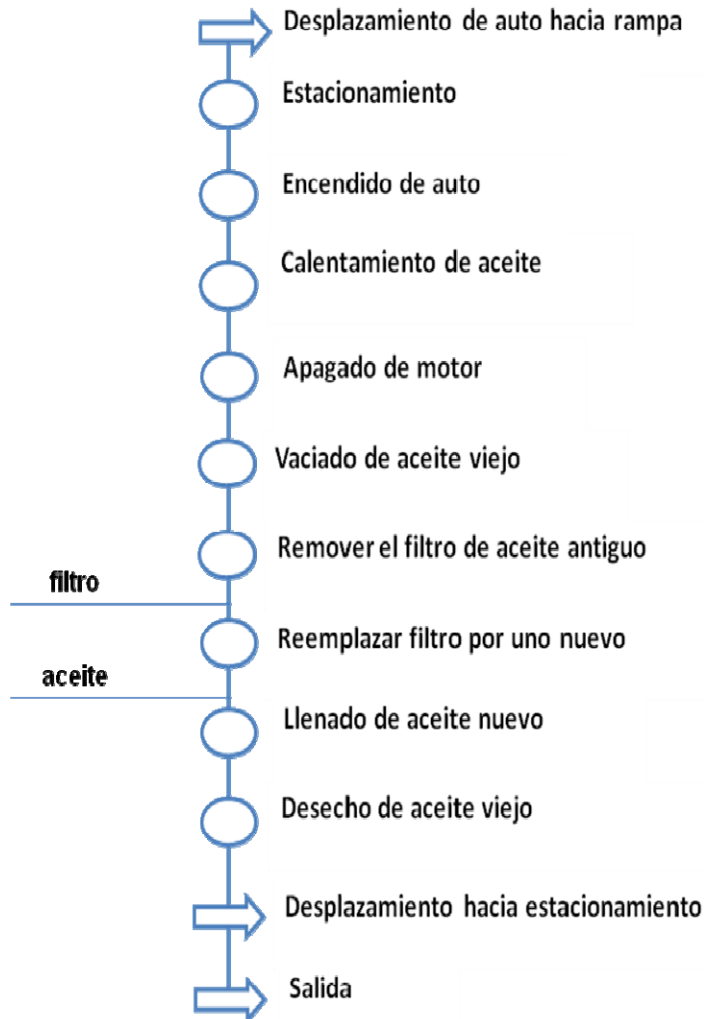 Desplazamiento de auto hacia rampa
Estacionamiento
Encendido de auto
Calentamiento de aceite
Apagado de motor
Vaciado de aceite viejo
Remover el filtro de aceite antiguo
filtro
Reemplazar filtro por uno nuevo
aceite
Llenado de aceite nuevo
Desecho de aceite viejo
Desplazamiento hacia estacionamiento
Salida